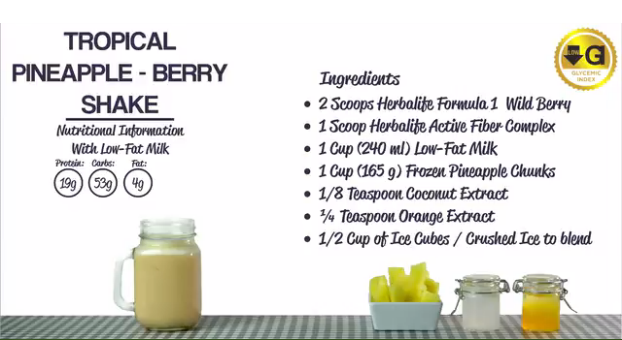 TROPICAL
PINEAPPLE - BERRY
SHAKE
Nutritional Information
With Low-Fat Milk
Protein: Carbs: Fat:
19g 53g 4g
G
GLYCEMIC
INDEX
Ingredients
• 2 Scoops Herbalife Formula 1 Wild Berry
• 1 Scoop Herbalife Active Fiber Complex
• 1 Cup (240 ml) Low-Fat Milk
• 1 Cup (165 g) Frozen Pineapple Chunks
• 1/8 Teaspoon Coconut Extract
• ¼ Teaspoon Orange Extract
• 1/2 Cup of Ice Cubes / Crushed Ice to blend